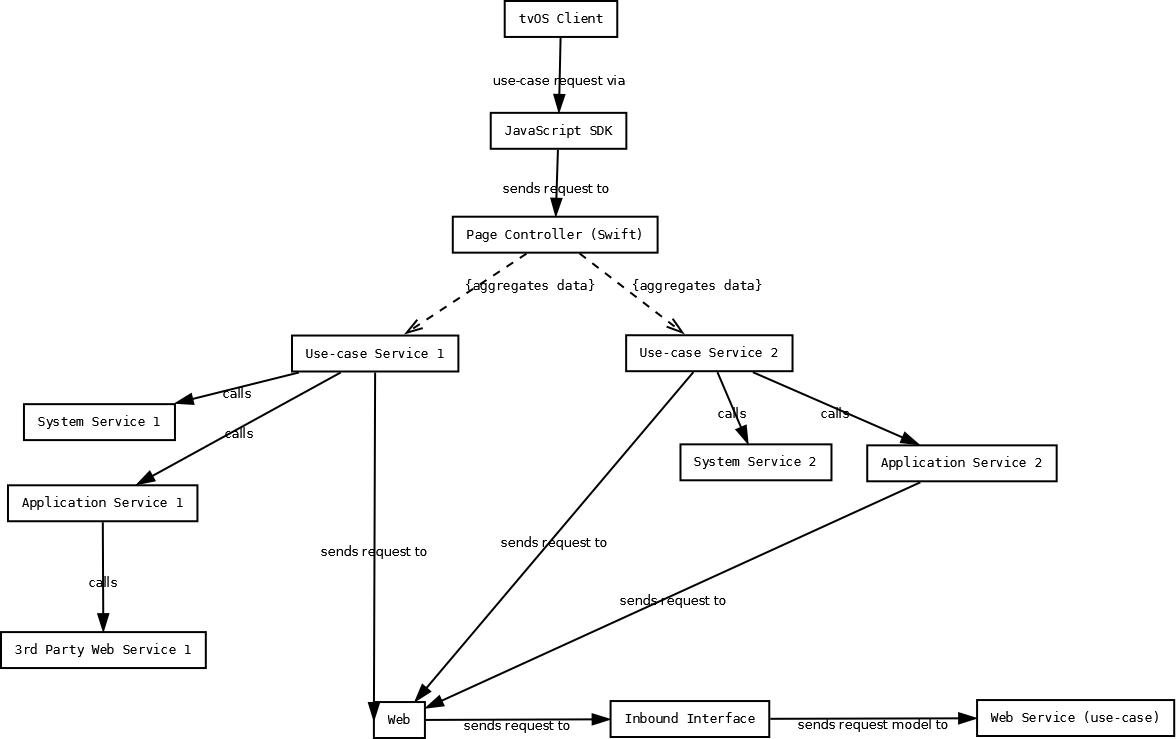 tvOS Client
use-case request via
JavaScript SDK
sends request to
Page Controller (Swift)
{aggregates data}
{aggregates data}
Use-case Service 1
Use-case Service 2
calls
System Service 1
calls
calls
calls
System Service 2
Application Service 2
Application Service 1
sends request to
sends request to
calls
sends request to
3rd Party Web Service 1
Web
sends request to
Inbound Interface
sends request model to
Web Service (use-case)